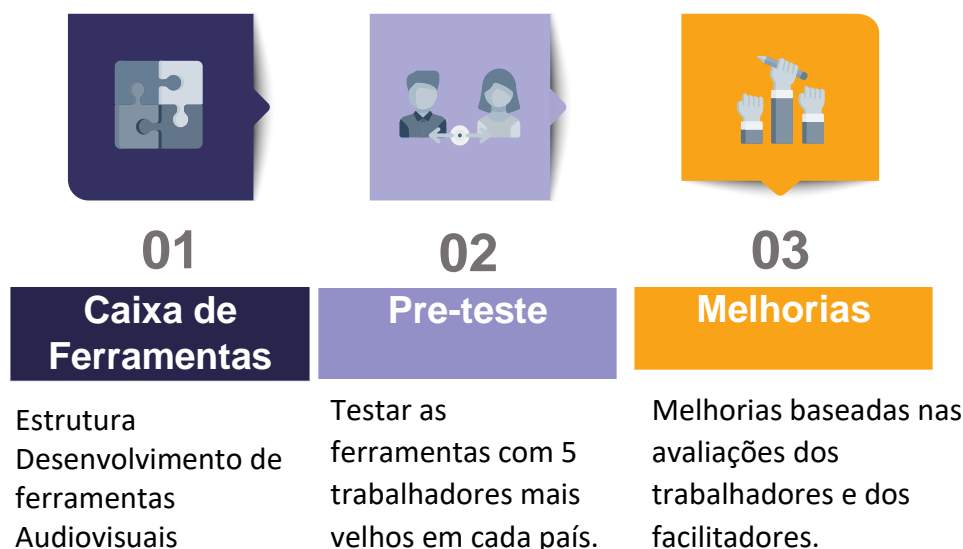 01
Caixa de
Ferramentas
Estrutura
Desenvolvimento de
ferramentas
Audiovisuais
02
Pre-teste
Testar as
ferramentas com 5
trabalhadores mais
velhos em cada país.
03
Melhorias
Melhorias baseadas nas
avaliações dos
trabalhadores e dos
facilitadores.